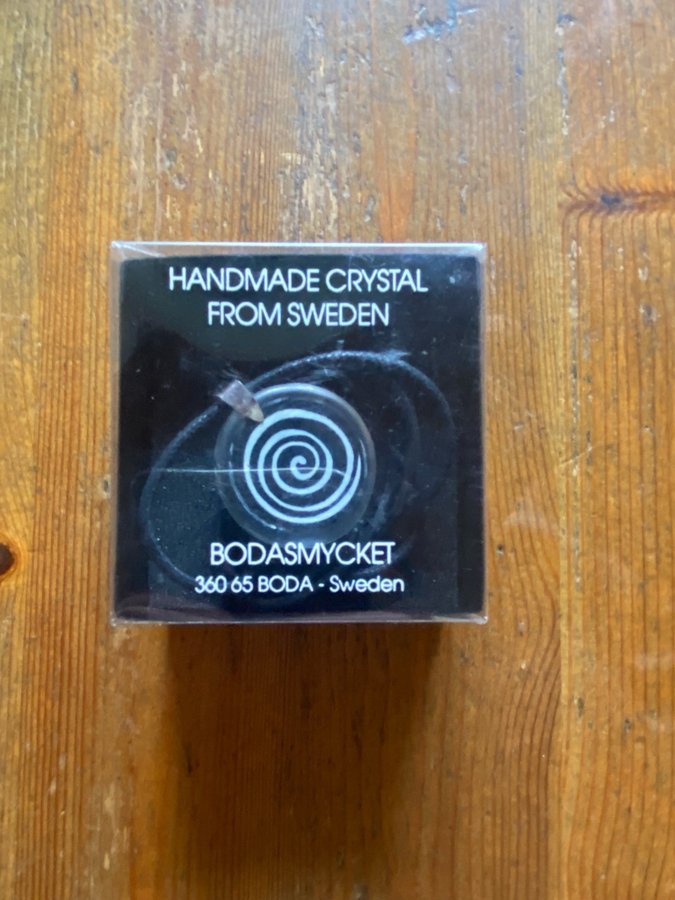 HANDMADE CRYSTAL
FROM SWEDEN
BODASMYCKET
360 65 BODA - Sweden